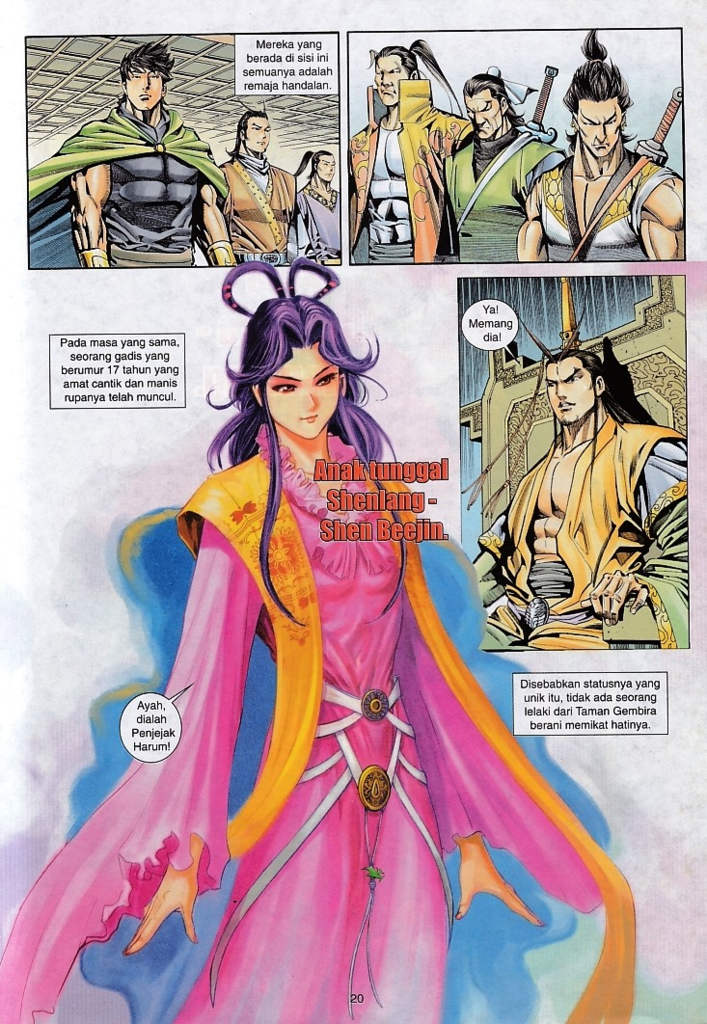 Mereka yang
berada di sisi ini
semuanya adalah
remaja handalan.
Pada masa yang sama,
seorang gadis yang
berumur 17 tahun yang
amat cantik dan manis
rupanya telah muncul.
Ya!
Memang
dia!
Anak tunggal
Shenlang -
Shen Beejin.
Ayah,
dialah
Penjejak
Harum!
Disebabkan statusnya yang
unik itu, tidak ada seorang
lelaki dari Taman Gembira
berani memikat hatinya.
20